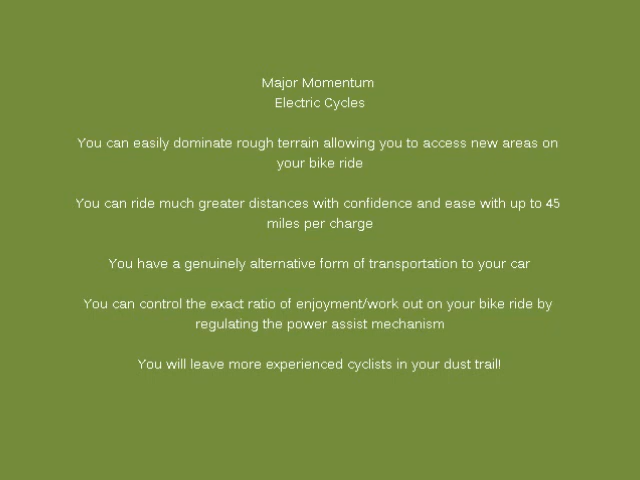 Major Momentum
Electric Cycles
You can easily dominate rough terrain allowing you to access new areas on
your bike ride
You can ride much greater distances with confidence and ease with up to 45
miles per charge
You have a genuinely alternative form of transportation to your car
You can control the exact ratio of enjoyment/work out on your bike ride by
regulating the power assist mechanism
You will leave more experienced cyclists in your dust trail!